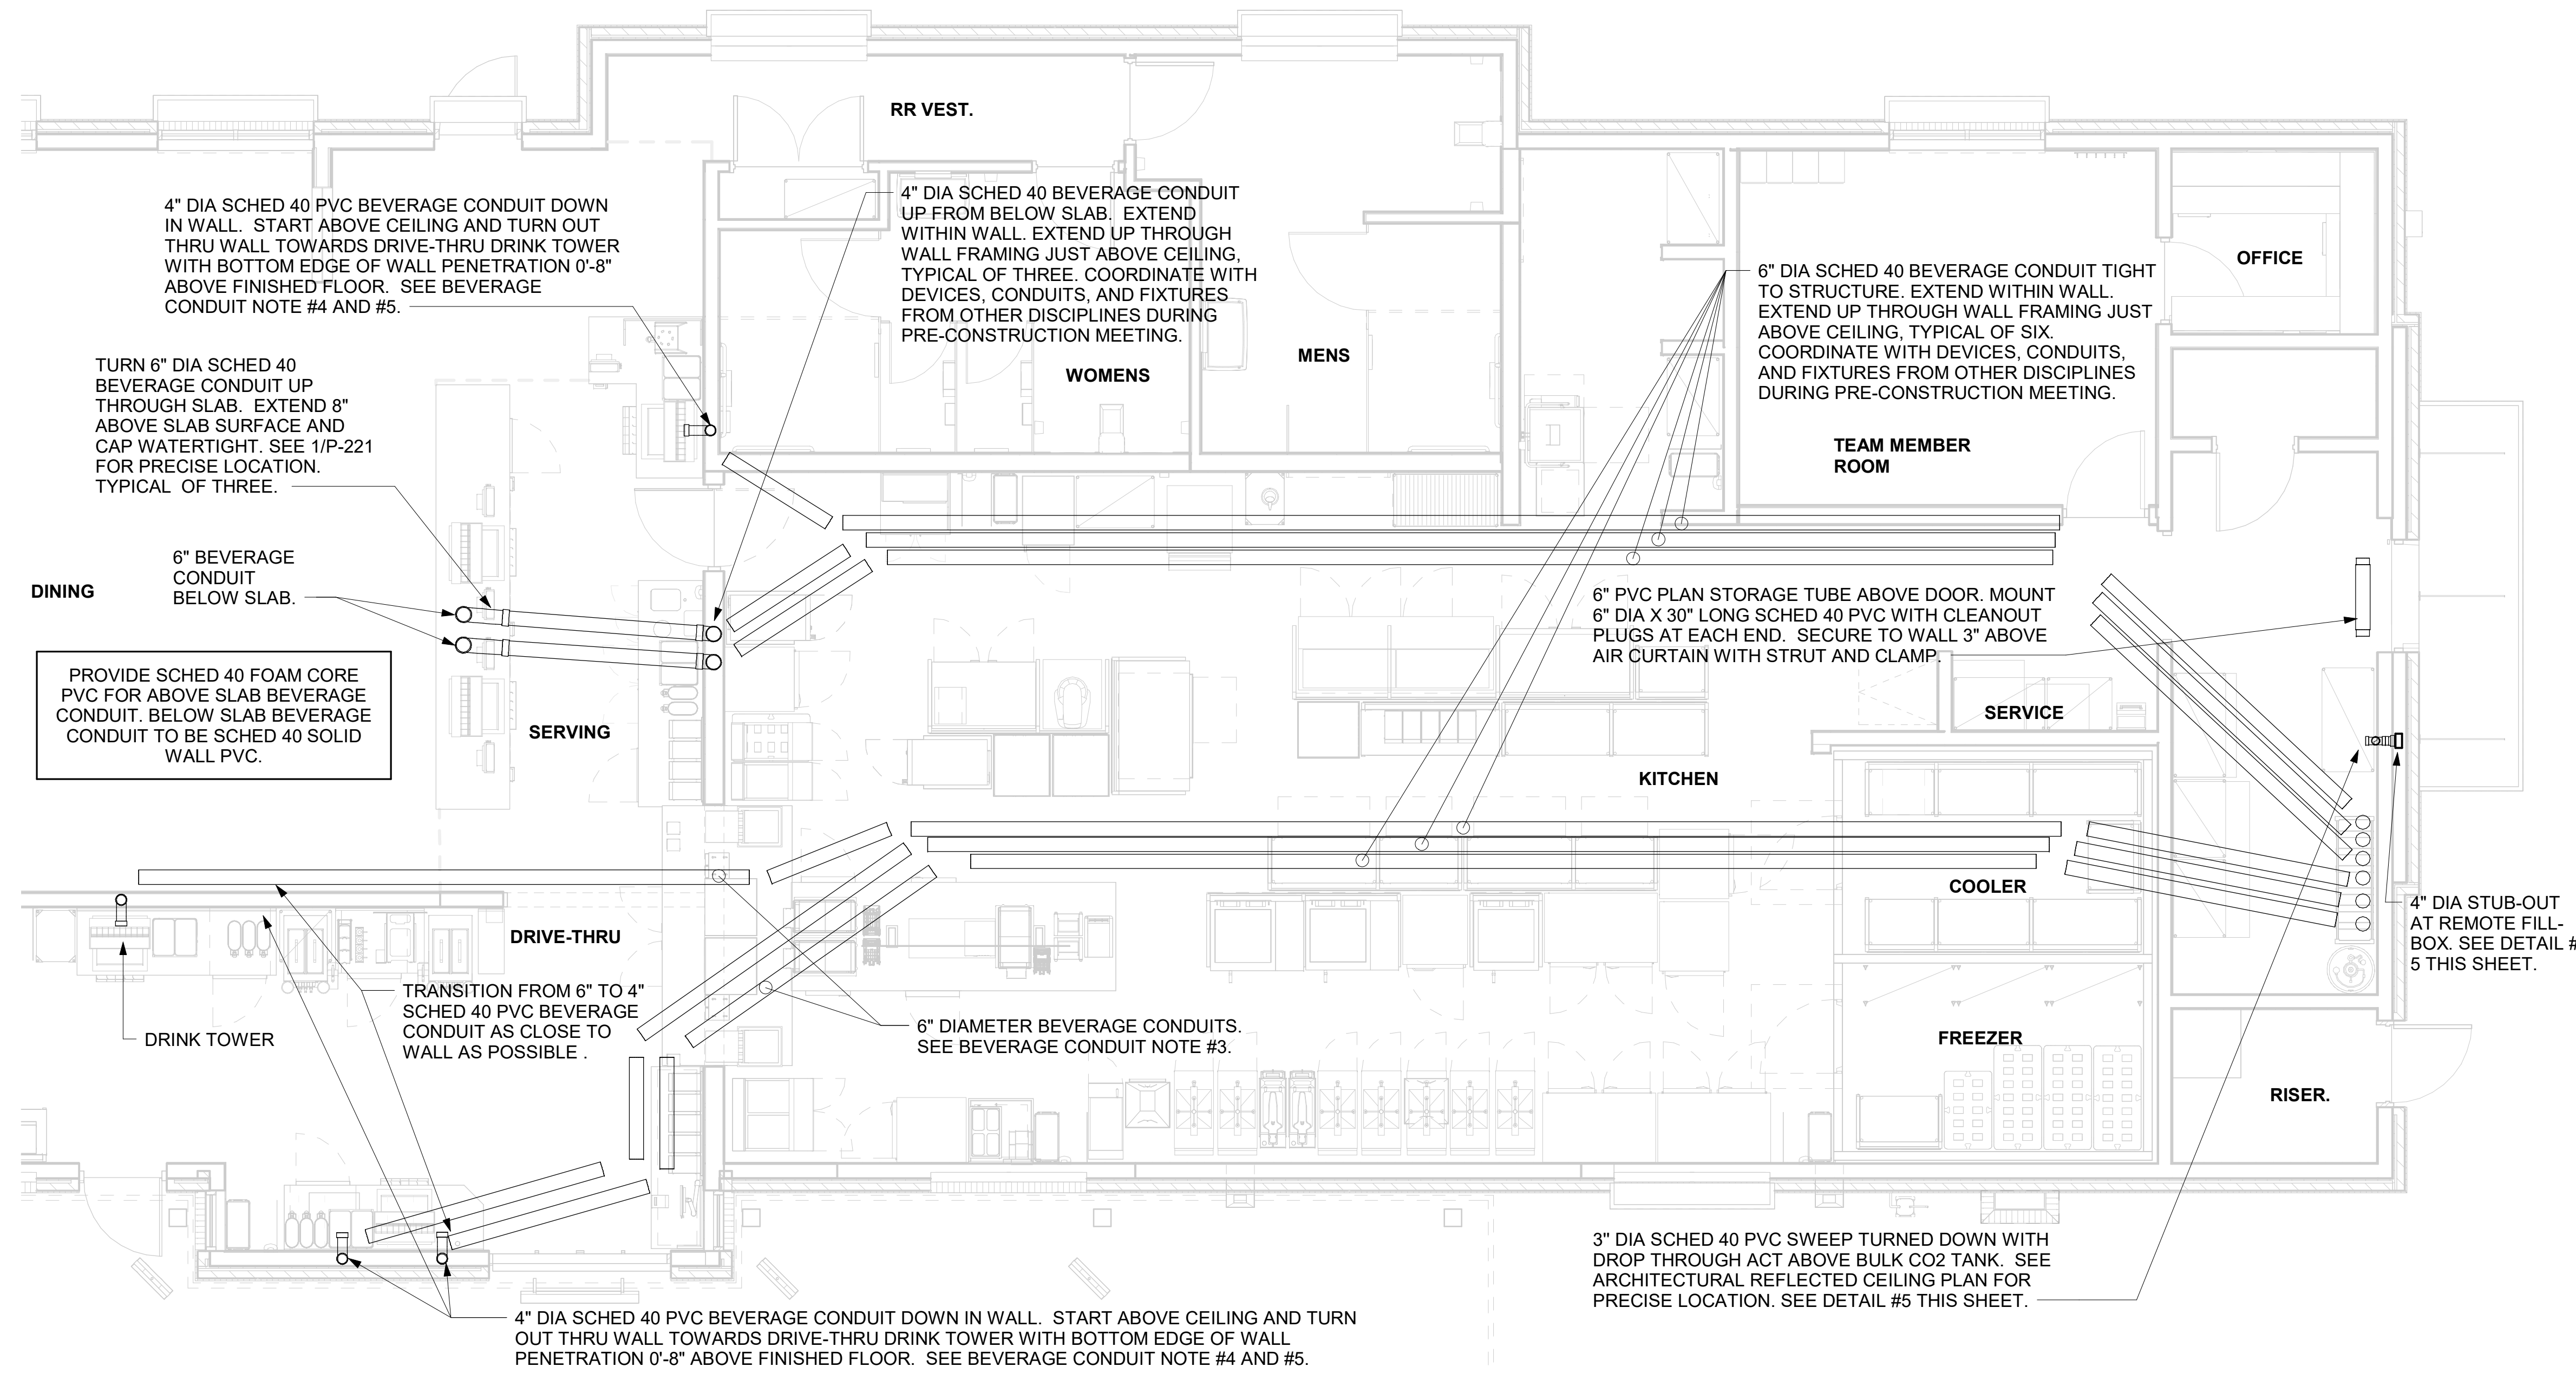 RR VEST.
4" DIA SCHED 40 PVC BEVERAGE CONDUIT DOWN
IN WALL.  START ABOVE CEILING AND TURN OUT
THRU WALL TOWARDS DRIVE-THRU DRINK TOWER
WITH BOTTOM EDGE OF WALL PENETRATION 0'-8"
ABOVE FINISHED FLOOR.  SEE BEVERAGE
CONDUIT NOTE #4 AND #5.
4" DIA SCHED 40 BEVERAGE CONDUIT
UP FROM BELOW SLAB.  EXTEND
WITHIN WALL. EXTEND UP THROUGH
WALL FRAMING JUST ABOVE CEILING,
TYPICAL OF THREE. COORDINATE WITH
DEVICES, CONDUITS, AND FIXTURES
FROM OTHER DISCIPLINES DURING
PRE-CONSTRUCTION MEETING.
6" DIA SCHED 40 BEVERAGE CONDUIT TIGHT
TO STRUCTURE. EXTEND WITHIN WALL.
EXTEND UP THROUGH WALL FRAMING JUST
ABOVE CEILING, TYPICAL OF SIX.
COORDINATE WITH DEVICES, CONDUITS,
AND FIXTURES FROM OTHER DISCIPLINES
DURING PRE-CONSTRUCTION MEETING.
OFFICE
TURN 6" DIA SCHED 40
BEVERAGE CONDUIT UP
THROUGH SLAB.  EXTEND 8"
ABOVE SLAB SURFACE AND
CAP WATERTIGHT. SEE 1/P-221
FOR PRECISE LOCATION.
TYPICAL  OF THREE.
WOMENS
MENS
TEAM MEMBER
ROOM
6" BEVERAGE
CONDUIT
BELOW SLAB.
DINING
6" PVC PLAN STORAGE TUBE ABOVE DOOR. MOUNT
6" DIA X 30" LONG SCHED 40 PVC WITH CLEANOUT
PLUGS AT EACH END.  SECURE TO WALL 3" ABOVE
AIR CURTAIN WITH STRUT AND CLAMP.
PROVIDE SCHED 40 FOAM CORE
PVC FOR ABOVE SLAB BEVERAGE
CONDUIT. BELOW SLAB BEVERAGE
CONDUIT TO BE SCHED 40 SOLID
WALL PVC.
SERVING
SERVICE
KITCHEN
COOLER
4" DIA STUB-OUT
AT REMOTE FILL-
BOX. SEE DETAIL #
5 THIS SHEET.
DRIVE-THRU
TRANSITION FROM 6" TO 4"
SCHED 40 PVC BEVERAGE
CONDUIT AS CLOSE TO
WALL AS POSSIBLE .
DRINK TOWER
6" DIAMETER BEVERAGE CONDUITS.
SEE BEVERAGE CONDUIT NOTE #3.
FREEZER
RISER.
3" DIA SCHED 40 PVC SWEEP TURNED DOWN WITH
DROP THROUGH ACT ABOVE BULK CO2 TANK.  SEE
ARCHITECTURAL REFLECTED CEILING PLAN FOR
PRECISE LOCATION. SEE DETAIL #5 THIS SHEET.
4" DIA SCHED 40 PVC BEVERAGE CONDUIT DOWN IN WALL.  START ABOVE CEILING AND TURN
OUT THRU WALL TOWARDS DRIVE-THRU DRINK TOWER WITH BOTTOM EDGE OF WALL
PENETRATION 0'-8" ABOVE FINISHED FLOOR.  SEE BEVERAGE CONDUIT NOTE #4 AND #5.